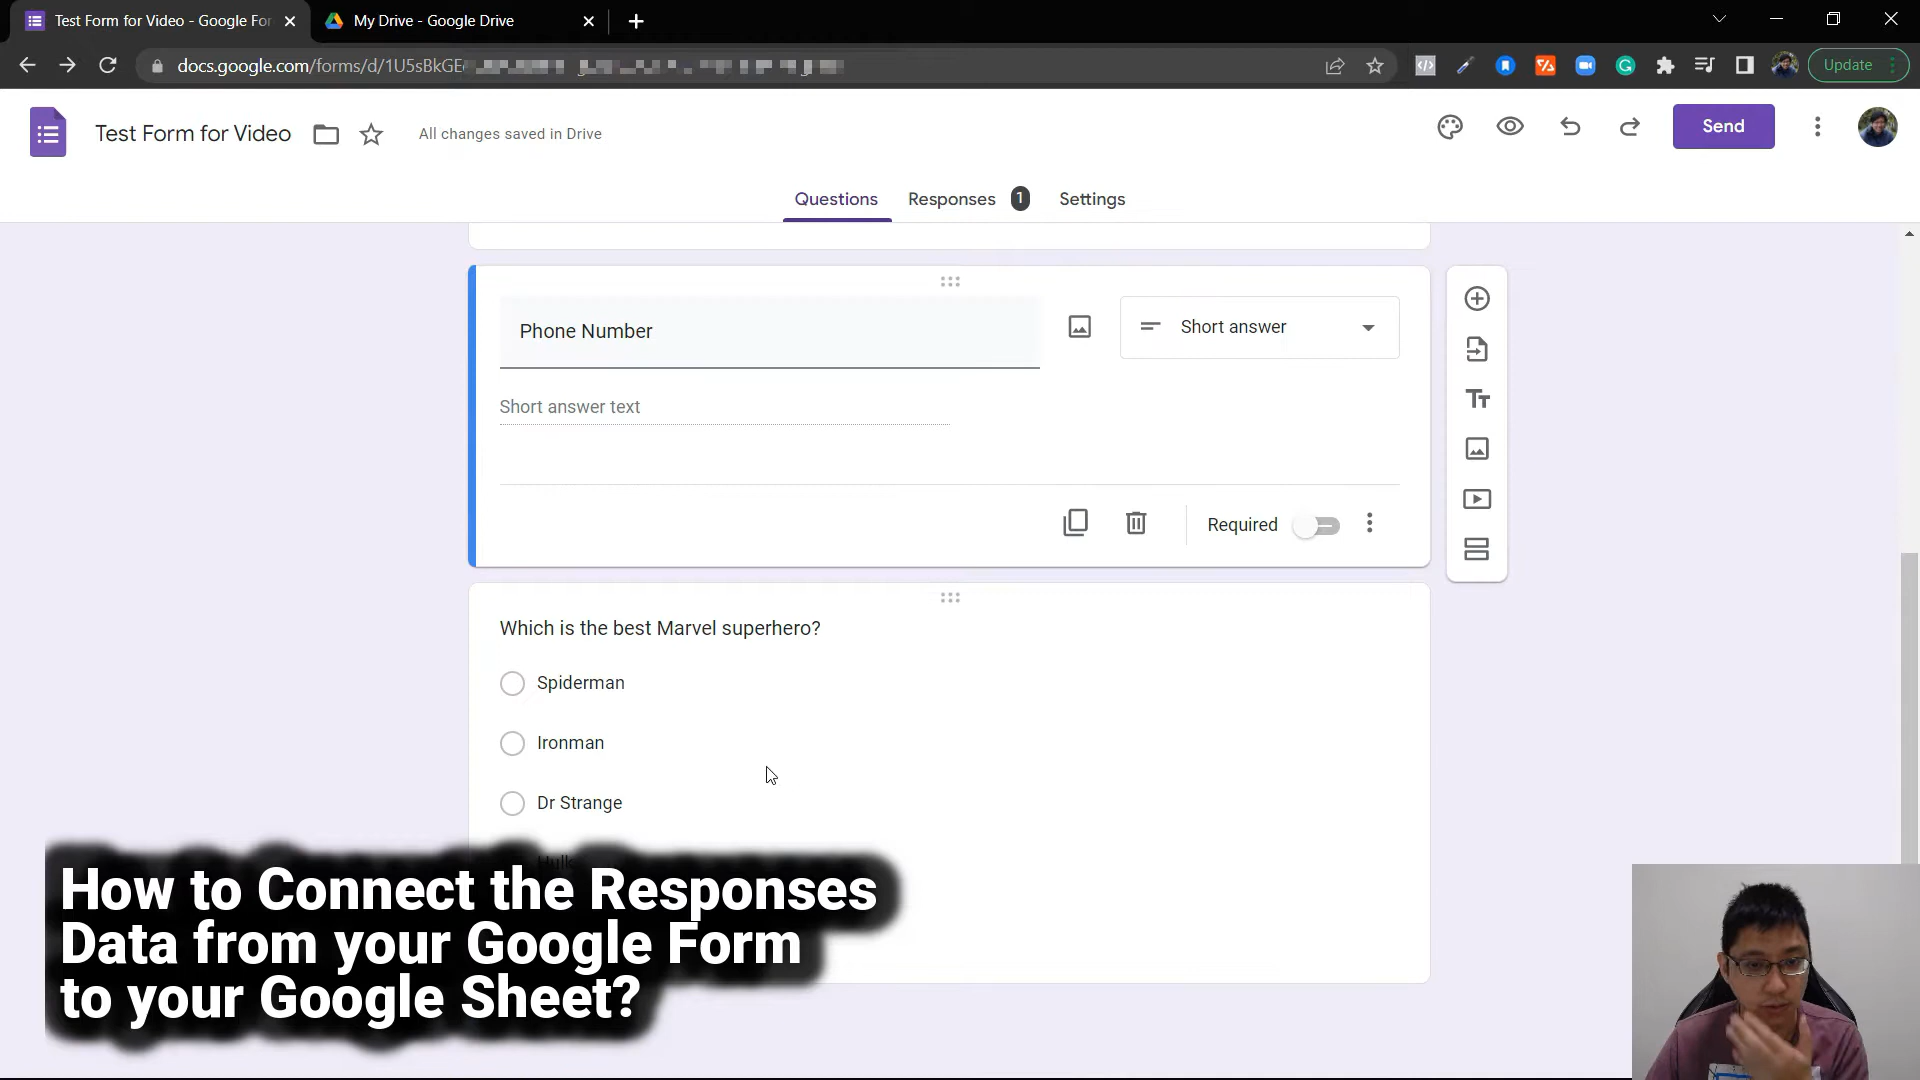 Test Form for Video - Google For
My Drive - Google Drive
docs.google.com/forms/d/1U5sBkGE
Update
Test Form for Video
All changes saved in Drive
Send
Questions
Responses 1
Settings
Phone Number
Short answer
Short answer text
Required
Which is the best Marvel superhero?
Spiderman
Ironman
Dr Strange
Hulk
How to Connect the Responses
Data from your Google Form
to your Google Sheet?